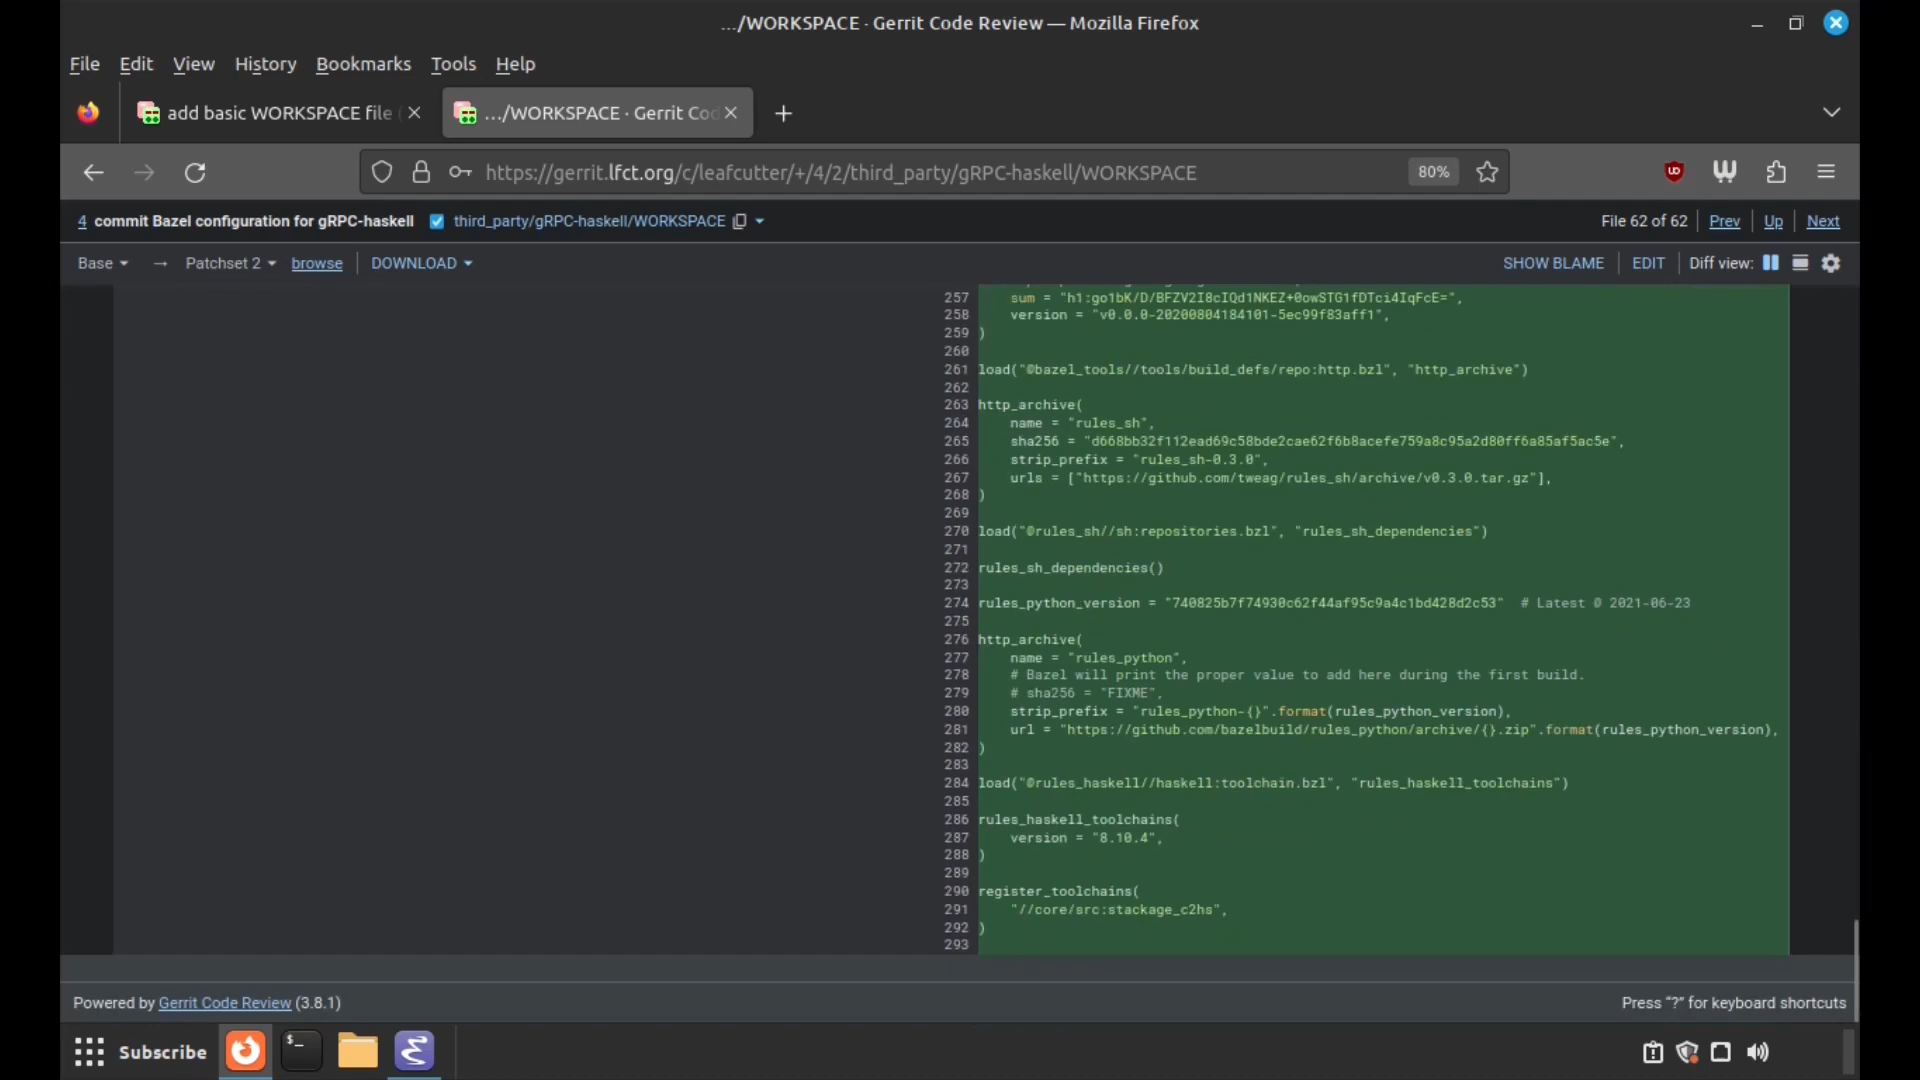 .../WORKSPACE · Gerrit Code Review — Mozilla Firefox
File Edit View History Bookmarks Tools Help
add basic WORKSPACE file (
.../WORKSPACE · Gerrit Coc
https://gerrit.lfct.org/c/leafcutter/+/4/2/third_party/gRPC-haskell/WORKSPACE 80%
4 commit Bazel configuration for gRPC-haskell third_party/gRPC-haskell/WORKSPACE File 62 of 62 Prev Up Next
Base → Patchset 2 browse DOWNLOAD SHOW BLAME EDIT Diff view:
257 sum = "h1:go1bK/D/BFZV2I8cIQd1NKEZ+0owSTG1fDTci4IqFcE=",
258 version = "v0.0.0-20200804184101-5ec99f83aff1",
259 )
260
261 load("@bazel_tools//tools/build_defs/repo:http.bzl", "http_archive")
262
263 http_archive(
264 name = "rules_sh",
265 sha256 = "d668bb32f112ead69c58bde2cae62f6b8acefe759a8c95a2d80ff6a85af5ac5e",
266 strip_prefix = "rules_sh-0.3.0",
267 urls = ["https://github.com/tweag/rules_sh/archive/v0.3.0.tar.gz"],
268 )
269
270 load("@rules_sh//sh:repositories.bzl", "rules_sh_dependencies")
271
272 rules_sh_dependencies()
273
274 rules_python_version = "740825b7f74930c62f44af95c9a4c1bd428d2c53" # Latest @ 2021-06-23
275
276 http_archive(
277 name = "rules_python",
278 # Bazel will print the proper value to add here during the first build.
279 # sha256 = "FIXME",
280 strip_prefix = "rules_python-{}".format(rules_python_version),
281 url = "https://github.com/bazelbuild/rules_python/archive/{}.zip".format(rules_python_version),
282 )
283
284 load("@rules_haskell//haskell:toolchain.bzl", "rules_haskell_toolchains")
285
286 rules_haskell_toolchains(
287 version = "8.10.4",
288 )
289
290 register_toolchains(
291 "//core/src:stackage_c2hs",
292 )
293
Powered by Gerrit Code Review (3.8.1) Press "?" for keyboard shortcuts
Subscribe